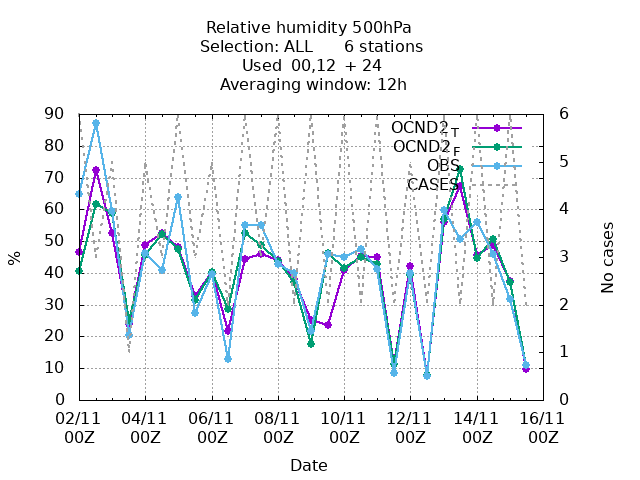 Relative humidity 500hPa
Selection: ALL 6 stations
Used 00,12 + 24
Averaging window: 12h
90 6
80
70 5
60 4
50
40 3
30 2
20
10 1
0 0
OCND2_T
OCND2_F
OBS
CASES
%
No cases
02/11 04/11 06/11 08/11 10/11 12/11 14/11 16/11
00Z 00Z 00Z 00Z 00Z 00Z 00Z 00Z
Date